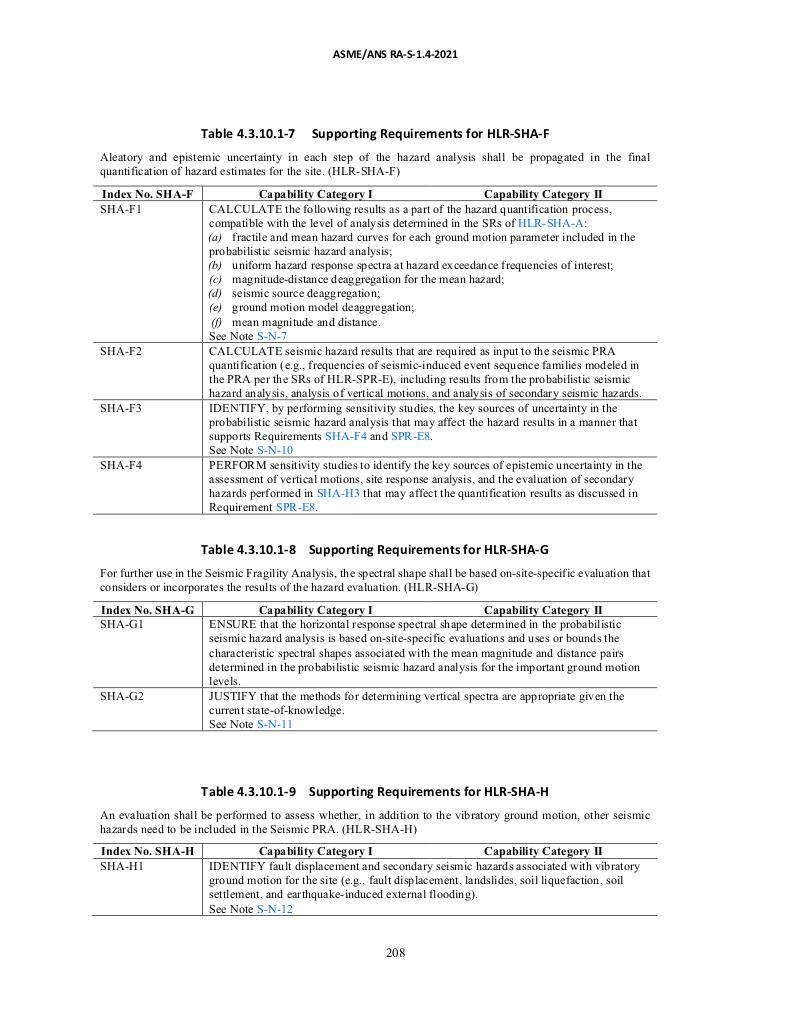 ASME/ANS RA-S-1.4-2021
Table 4.3.10.1-7 Supporting Requirements for HLR-SHA-F
Aleatory and epistemic uncertainty in each step of the hazard analysis shall be propagated in the final
quantification of hazard estimates for the site. (HLR-SHA-F)
Index No. SHA-F Capability Category I Capability Category II
SHA-F1 CALCULATE the following results as a part of the hazard quantification process,
compatible with the level of analysis determined in the SRs of HLR-SHA-A:
(a) fractile and mean hazard curves for each ground motion parameter included in the
probabilistic seismic hazard analysis;
(b) uniform hazard response spectra at hazard exceedance frequencies of interest;
(c) magnitude-distance deaggregation for the mean hazard;
(d) seismic source deaggregation;
(e) ground motion model deaggregation;
(f) mean magnitude and distance.
See Note S-N-7
SHA-F2 CALCULATE seismic hazard results that are required as input to the seismic PRA
quantification (e.g., frequencies of seismic-induced event sequence families modeled in
the PRA per the SRs of HLR-SPR-E), including results from the probabilistic seismic
hazard analysis, analysis of vertical motions, and analysis of secondary seismic hazards.
SHA-F3 IDENTIFY, by performing sensitivity studies, the key sources of uncertainty in the
probabilistic seismic hazard analysis that may affect the hazard results in a manner that
supports Requirements SHA-F4 and SPR-E8.
See Note S-N-10
SHA-F4 PERFORM sensitivity studies to identify the key sources of epistemic uncertainty in the
assessment of vertical motions, site response analysis, and the evaluation of secondary
hazards performed in SHA-H3 that may affect the quantification results as discussed in
Requirement SPR-E8.
Table 4.3.10.1-8 Supporting Requirements for HLR-SHA-G
For further use in the Seismic Fragility Analysis, the spectral shape shall be based on-site-specific evaluation that
considers or incorporates the results of the hazard evaluation. (HLR-SHA-G)
Index No. SHA-G Capability Category I Capability Category II
SHA-G1 ENSURE that the horizontal response spectral shape determined in the probabilistic
seismic hazard analysis is based on-site-specific evaluations and uses or bounds the
characteristic spectral shapes associated with the mean magnitude and distance pairs
determined in the probabilistic seismic hazard analysis for the important ground motion
levels.
SHA-G2 JUSTIFY that the methods for determining vertical spectra are appropriate given the
current state-of-knowledge.
See Note S-N-11
Table 4.3.10.1-9 Supporting Requirements for HLR-SHA-H
An evaluation shall be performed to assess whether, in addition to the vibratory ground motion, other seismic
hazards need to be included in the Seismic PRA. (HLR-SHA-H)
Index No. SHA-H Capability Category I Capability Category II
SHA-H1 IDENTIFY fault displacement and secondary seismic hazards associated with vibratory
ground motion for the site (e.g., fault displacement, landslides, soil liquefaction, soil
settlement, and earthquake-induced external flooding).
See Note S-N-12
208